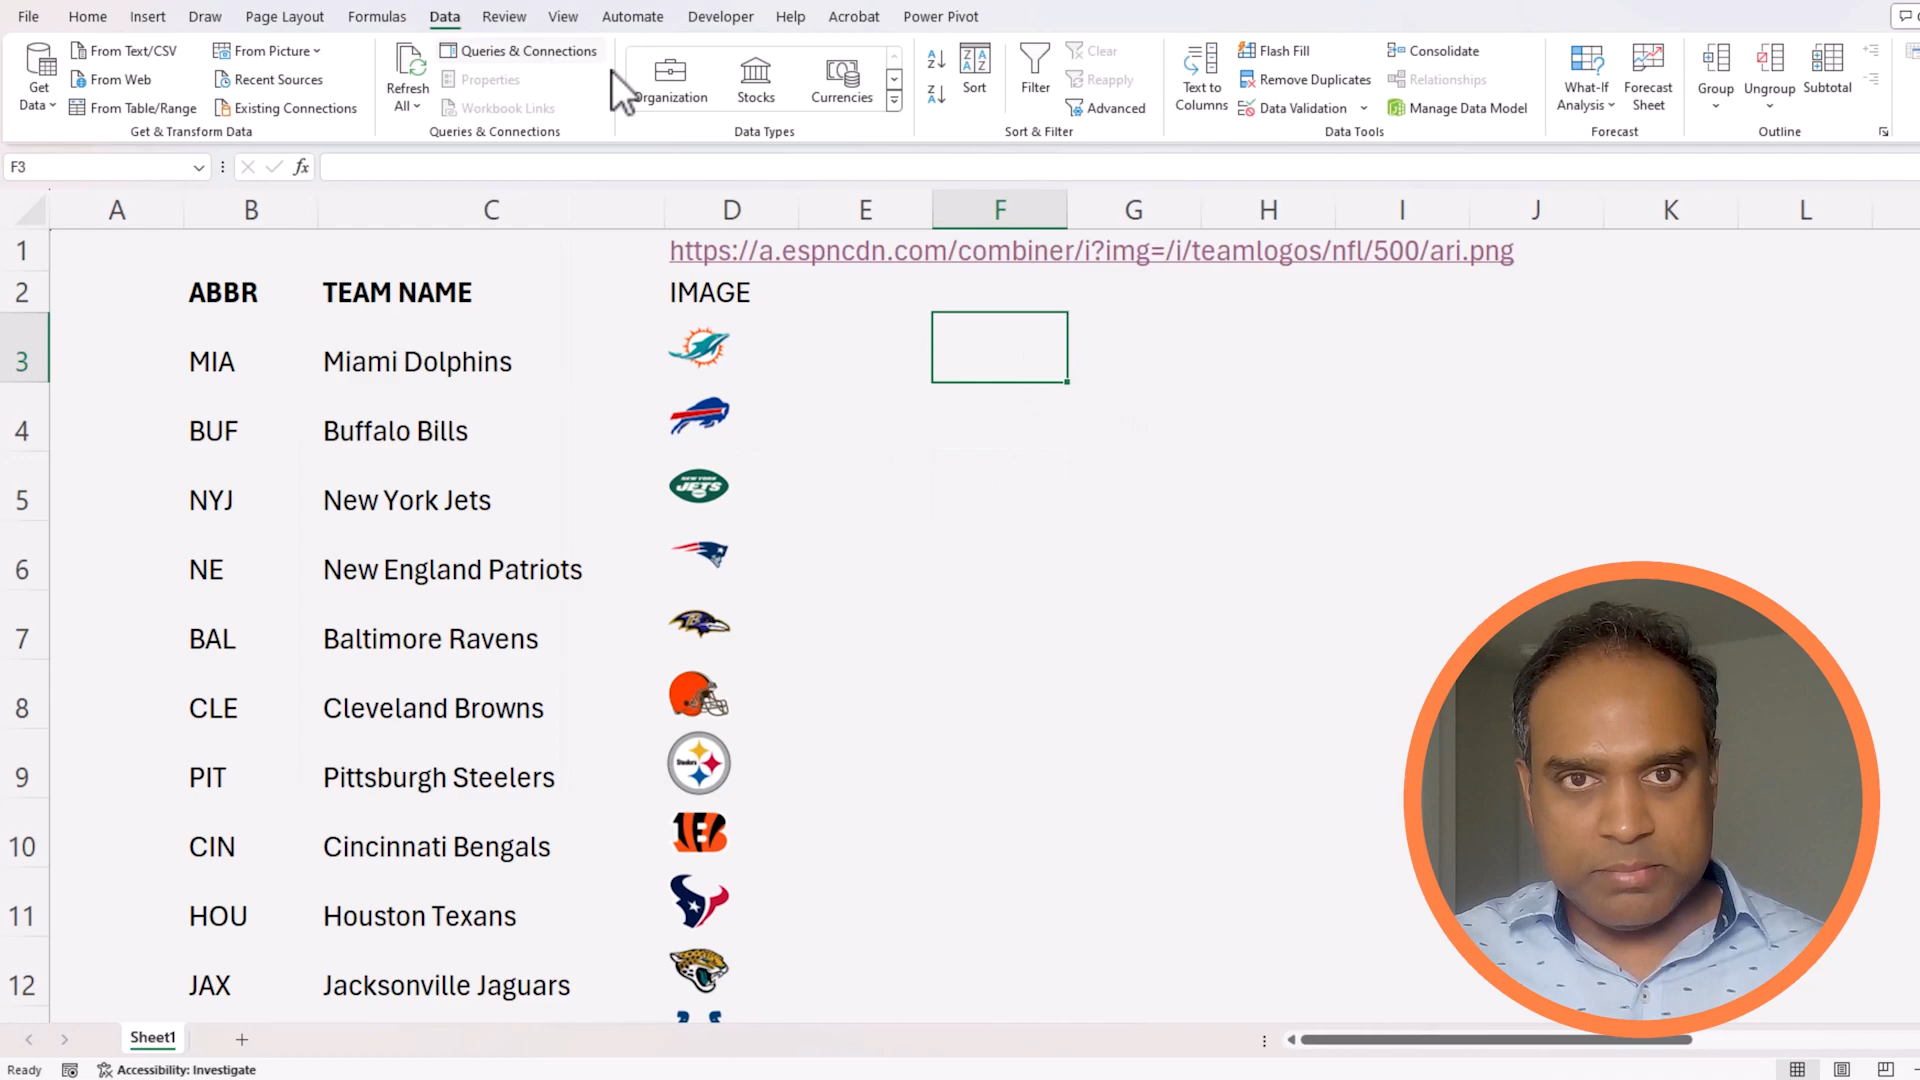 File Home Insert Draw Page Layout Formulas Data Review View Automate Developer Help Acrobat Power Pivot
Get Data
From Text/CSV
From Web
From Table/Range
From Picture
Recent Sources
Existing Connections
Get & Transform Data
Refresh All
Queries & Connections
Properties
Workbook Links
Queries & Connections
Organization
Stocks
Currencies
Data Types
Sort
Filter
Clear
Reapply
Advanced
Sort & Filter
Text to Columns
Flash Fill
Remove Duplicates
Data Validation
Consolidate
Relationships
Manage Data Model
Data Tools
What-If Analysis
Forecast Sheet
Forecast
Group
Ungroup
Subtotal
Outline
F3
fx
A B C D E F G H I J K L
1 https://a.espncdn.com/combiner/i?img=/i/teamlogos/nfl/500/ari.png
2 ABBR TEAM NAME IMAGE
3 MIA Miami Dolphins
4 BUF Buffalo Bills
5 NYJ New York Jets
6 NE New England Patriots
7 BAL Baltimore Ravens
8 CLE Cleveland Browns
9 PIT Pittsburgh Steelers
10 CIN Cincinnati Bengals
11 HOU Houston Texans
12 JAX Jacksonville Jaguars
Sheet1
Ready Accessibility: Investigate